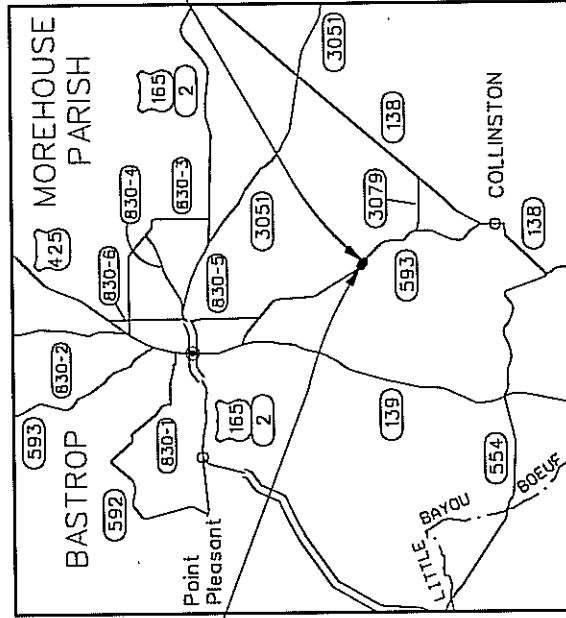 MOREHOUSE
PARISH
425
593
830-2
830-6
830-4
165
2
BASTROP
830-3
592
830-1
830-5
3051
3051
165
2
Point
Pleasant
138
3079
593
139
COLLINSTON
138
554
LITTLE
BAYOU
BOEUF